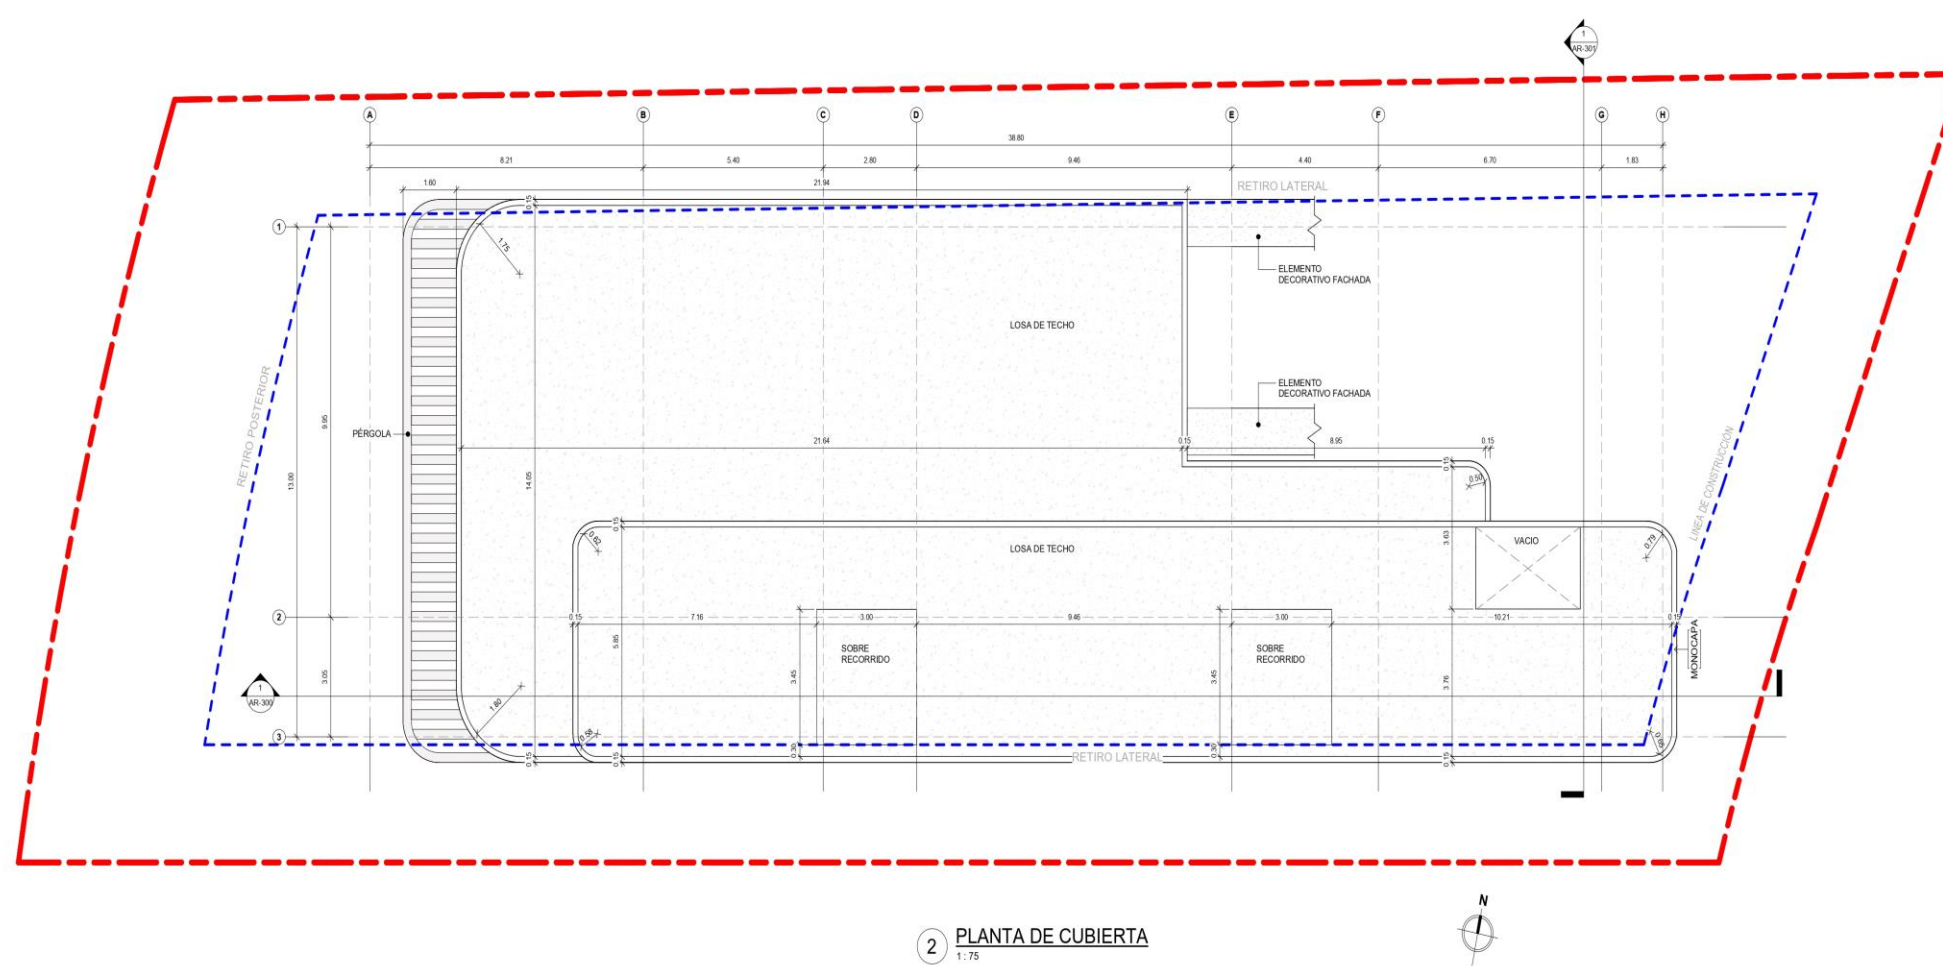 1
AR-301
A
B
C
D
E
F
G
H
38.80
8.21
5.40
2.80
9.46
4.40
6.70
1.83
1.60
21.94
RETIRO LATERAL
0.15
1
1.75
ELEMENTO
DECORATIVO FACHADA
LOSA DE TECHO
RETIRO POSTERIOR
ELEMENTO
DECORATIVO FACHADA
9.95
13.00
PÉRGOLA
21.64
0.15
8.95
0.15
LINEA DE CONSTRUCCIÓN
14.05
0.15
0.50
0.15
0.62
LOSA DE TECHO
3.63
VACIO
0.79
2
0.15
7.16
3.00
9.46
3.00
10.21
0.15
5.85
SOBRE
RECORRIDO
SOBRE
RECORRIDO
MONOCAPA
3.05
3.45
3.45
3.76
1
AR-300
1.80
3
0.58
0.15
0.15
0.30
0.30
0.15
RETIRO LATERAL
N
2
PLANTA DE CUBIERTA
1 : 75